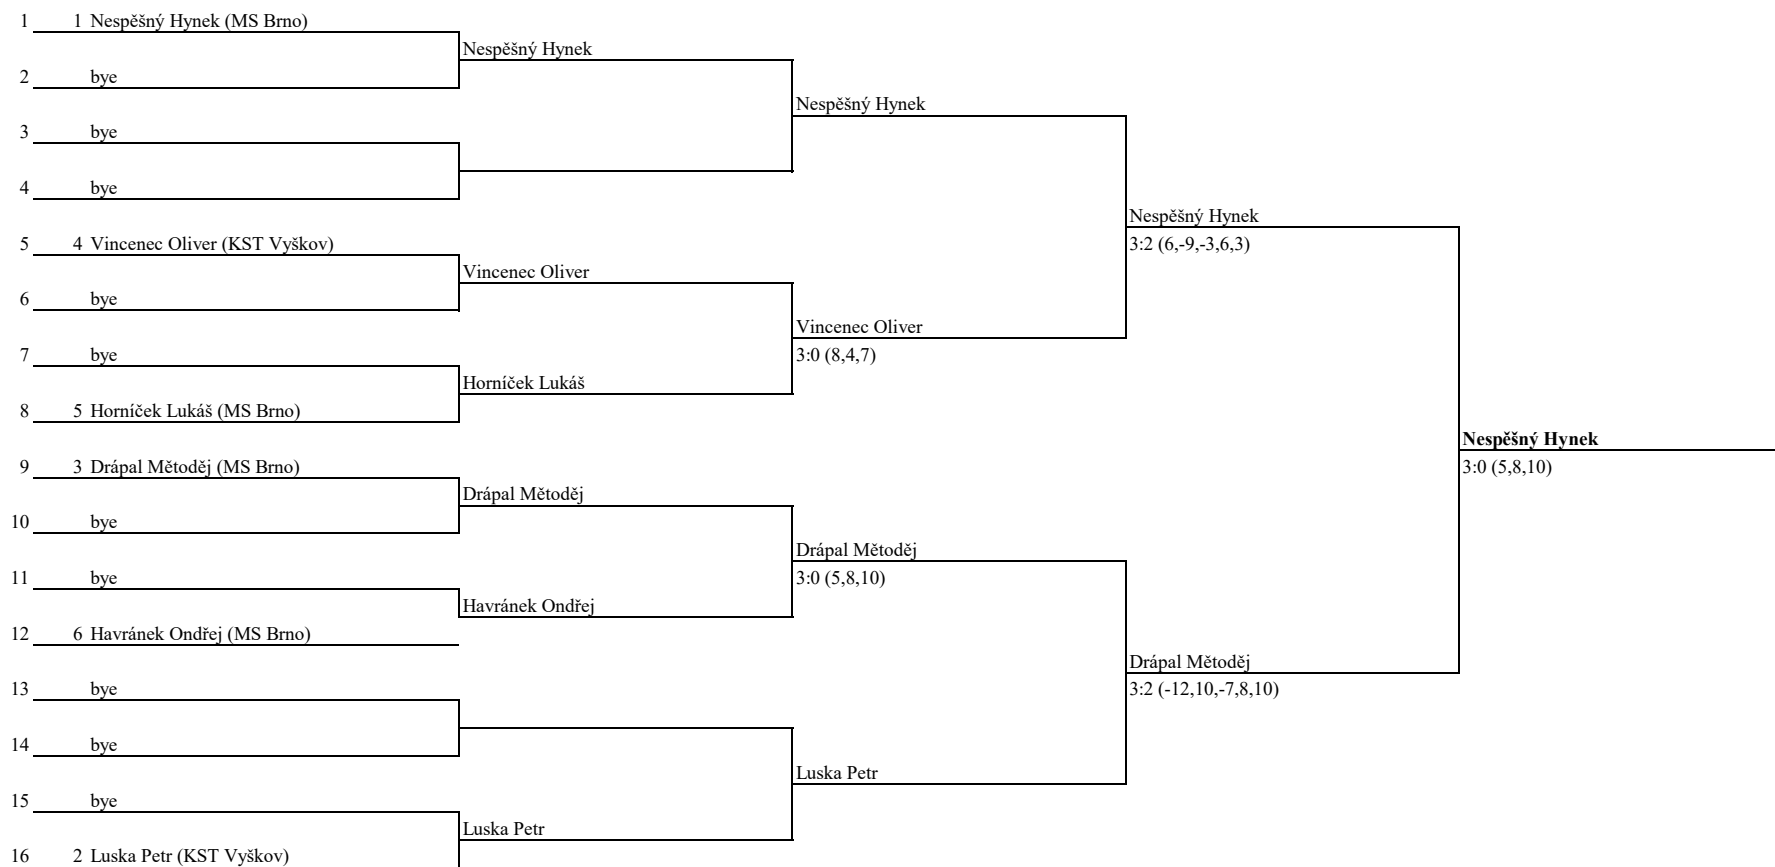 1 1 Nespěšný Hynek (MS Brno)
Nespěšný Hynek
2 bye
Nespěšný Hynek
3 bye
4 bye
Nespěšný Hynek
5 4 Vincenec Oliver (KST Vyškov)
3:2 (6,-9,-3,6,3)
Vincenec Oliver
6 bye
Vincenec Oliver
7 bye
3:0 (8,4,7)
Horníček Lukáš
8 5 Horníček Lukáš (MS Brno)
Nespěšný Hynek
9 3 Drápal Mětoděj (MS Brno)
3:0 (5,8,10)
Drápal Mětoděj
10 bye
Drápal Mětoděj
11 bye
3:0 (5,8,10)
Havránek Ondřej
12 6 Havránek Ondřej (MS Brno)
Drápal Mětoděj
13 bye
3:2 (-12,10,-7,8,10)
14 bye
Luska Petr
15 bye
Luska Petr
16 2 Luska Petr (KST Vyškov)